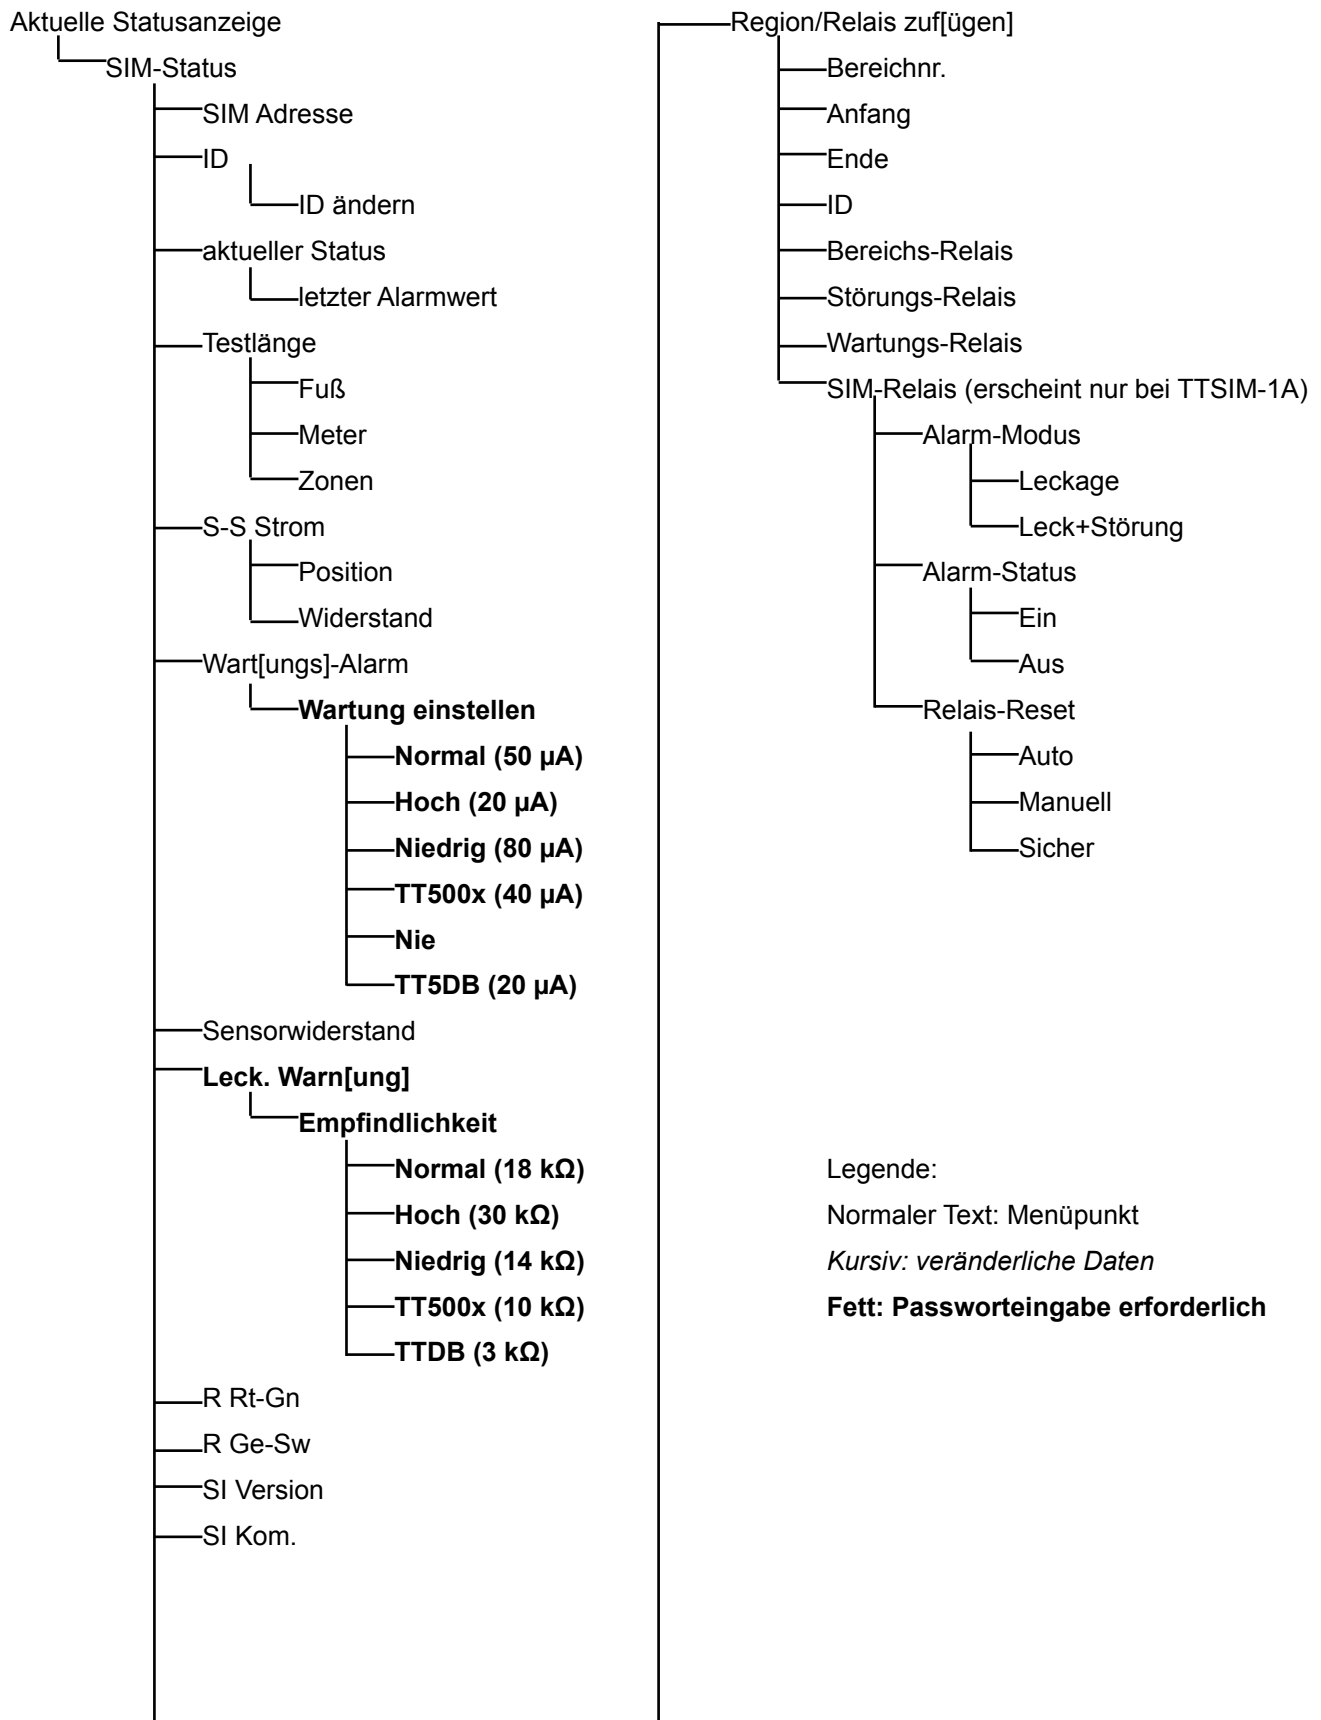 Aktuelle Statusanzeige
SIM-Status
SIM Adresse
ID
ID ändern
aktueller Status
letzter Alarmwert
Testlänge
Fuß
Meter
Zonen
S-S Strom
Position
Widerstand
Wart[ungs]-Alarm
Wartung einstellen
Normal (50 µA)
Hoch (20 µA)
Niedrig (80 µA)
TT500x (40 µA)
Nie
TT5DB (20 µA)
Sensorwiderstand
Leck. Warn[ung]
Empfindlichkeit
Normal (18 kΩ)
Hoch (30 kΩ)
Niedrig (14 kΩ)
TT500x (10 kΩ)
TTDB (3 kΩ)
R Rt-Gn
R Ge-Sw
SI Version
SI Kom.
Region/Relais zuf[ügen]
Bereichnr.
Anfang
Ende
ID
Bereichs-Relais
Störungs-Relais
Wartungs-Relais
SIM-Relais (erscheint nur bei TTSIM-1A)
Alarm-Modus
Leckage
Leck+Störung
Alarm-Status
Ein
Aus
Relais-Reset
Auto
Manuell
Sicher
Legende:
Normaler Text: Menüpunkt
Kursiv: veränderliche Daten
Fett: Passworteingabe erforderlich